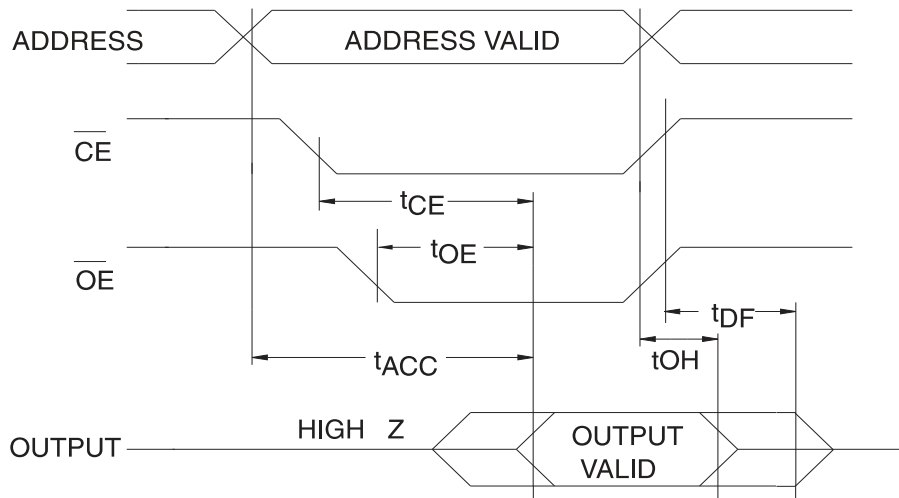 ADDRESS
ADDRESS VALID
CE
tCE
OE
tOE
tDF
tACC
tOH
OUTPUT
HIGH Z
OUTPUT
VALID